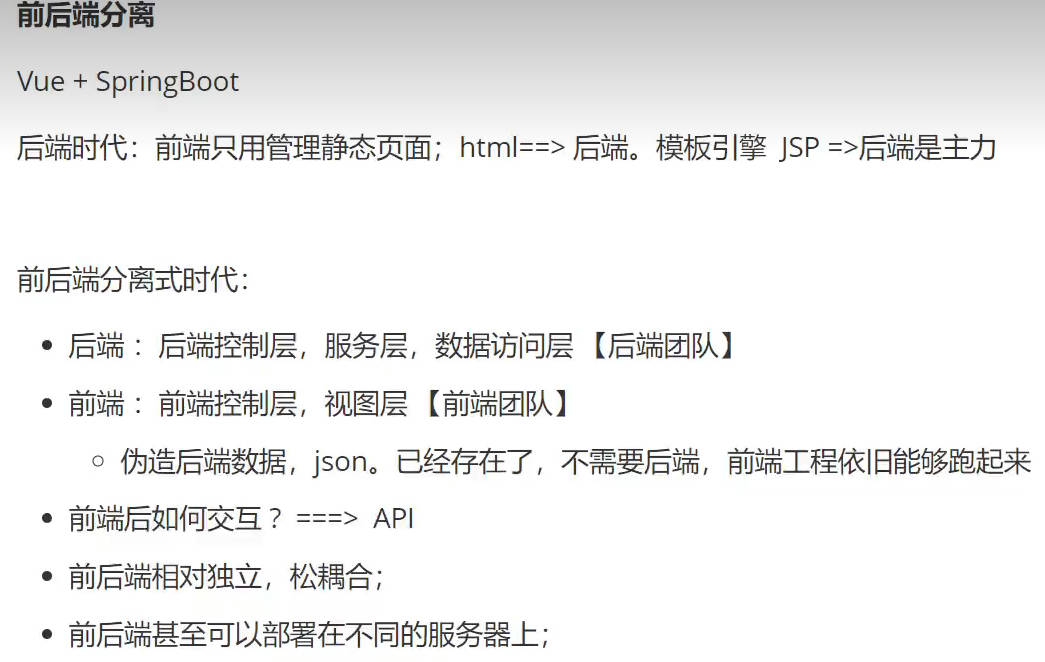 前后端分离
Vue + SpringBoot
后端时代：前端只用管理静态页面；html==> 后端。模板引擎 JSP =>后端是主力
前后端分离式时代：
后端 ：后端控制层，服务层，数据访问层 【后端团队】
前端 ：前端控制层，视图层 【前端团队】
伪造后端数据，json。已经存在了，不需要后端，前端工程依旧能够跑起来
前端后如何交互 ？===> API
前后端相对独立，松耦合；
前后端甚至可以部署在不同的服务器上；